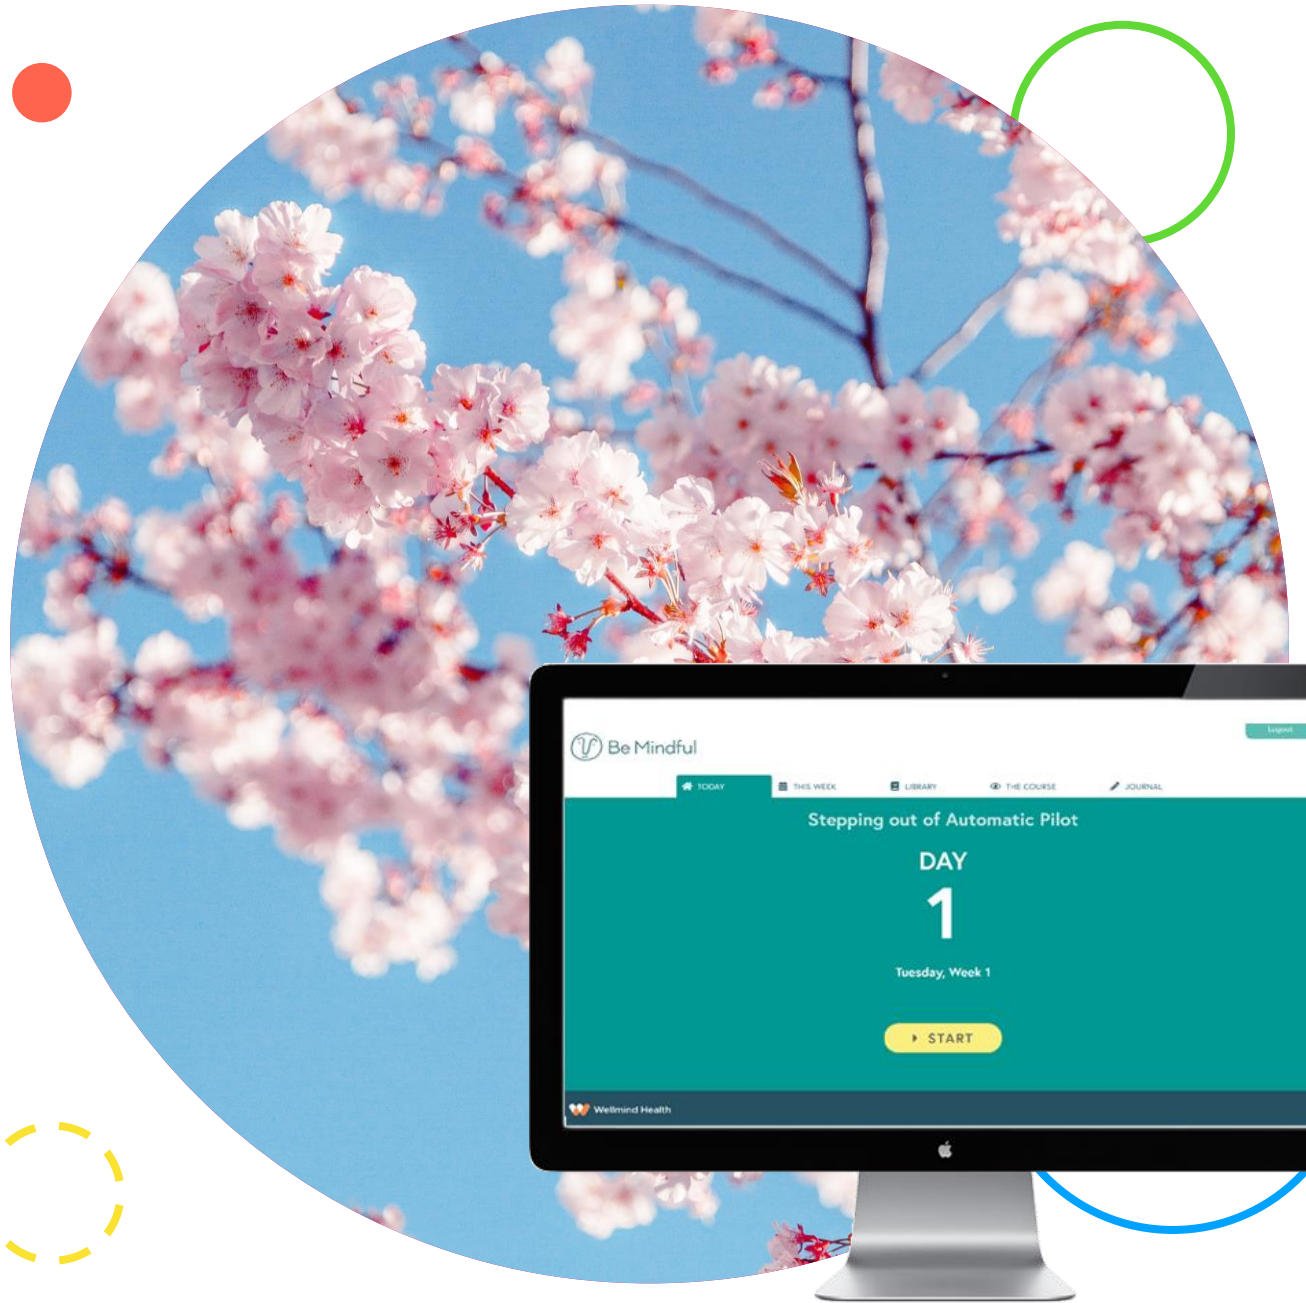 Logout
Be Mindful
TODAY THIS WEEK LIBRARY THE COURSE JOURNAL
Stepping out of Automatic Pilot
DAY
1
Tuesday, Week 1
START
Wellmind Health